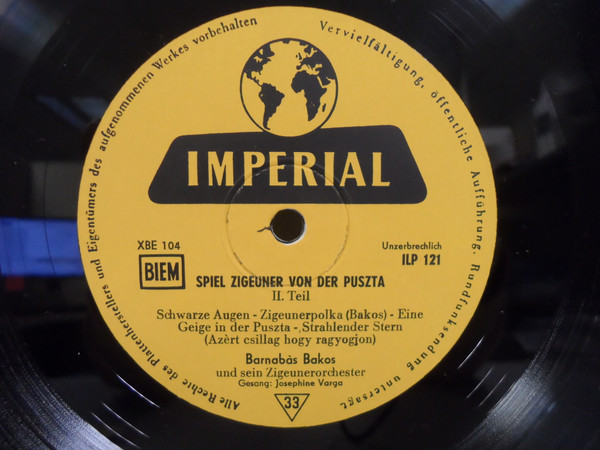 Alle Rechte des Plattenherstellers und Eigentümers des aufgenommenen Werkes vorbehalten
Vervielfältigung, öffentliche Aufführung, Rundfunksendung untersagt.
IMPERIAL
XBE 104
BIEM
Unzerbrechlich
ILP 121
SPIEL ZIGEUNER VON DER PUSZTA
II. Teil
Schwarze Augen - Zigeunerpolka (Bakos) - Eine
Geige in der Puszta - Strahlender Stern
(Azèrt csillag hogy ragyogjon)
Barnabàs Bakos
und sein Zigeunerorchester
Gesang: Josephine Varga
33